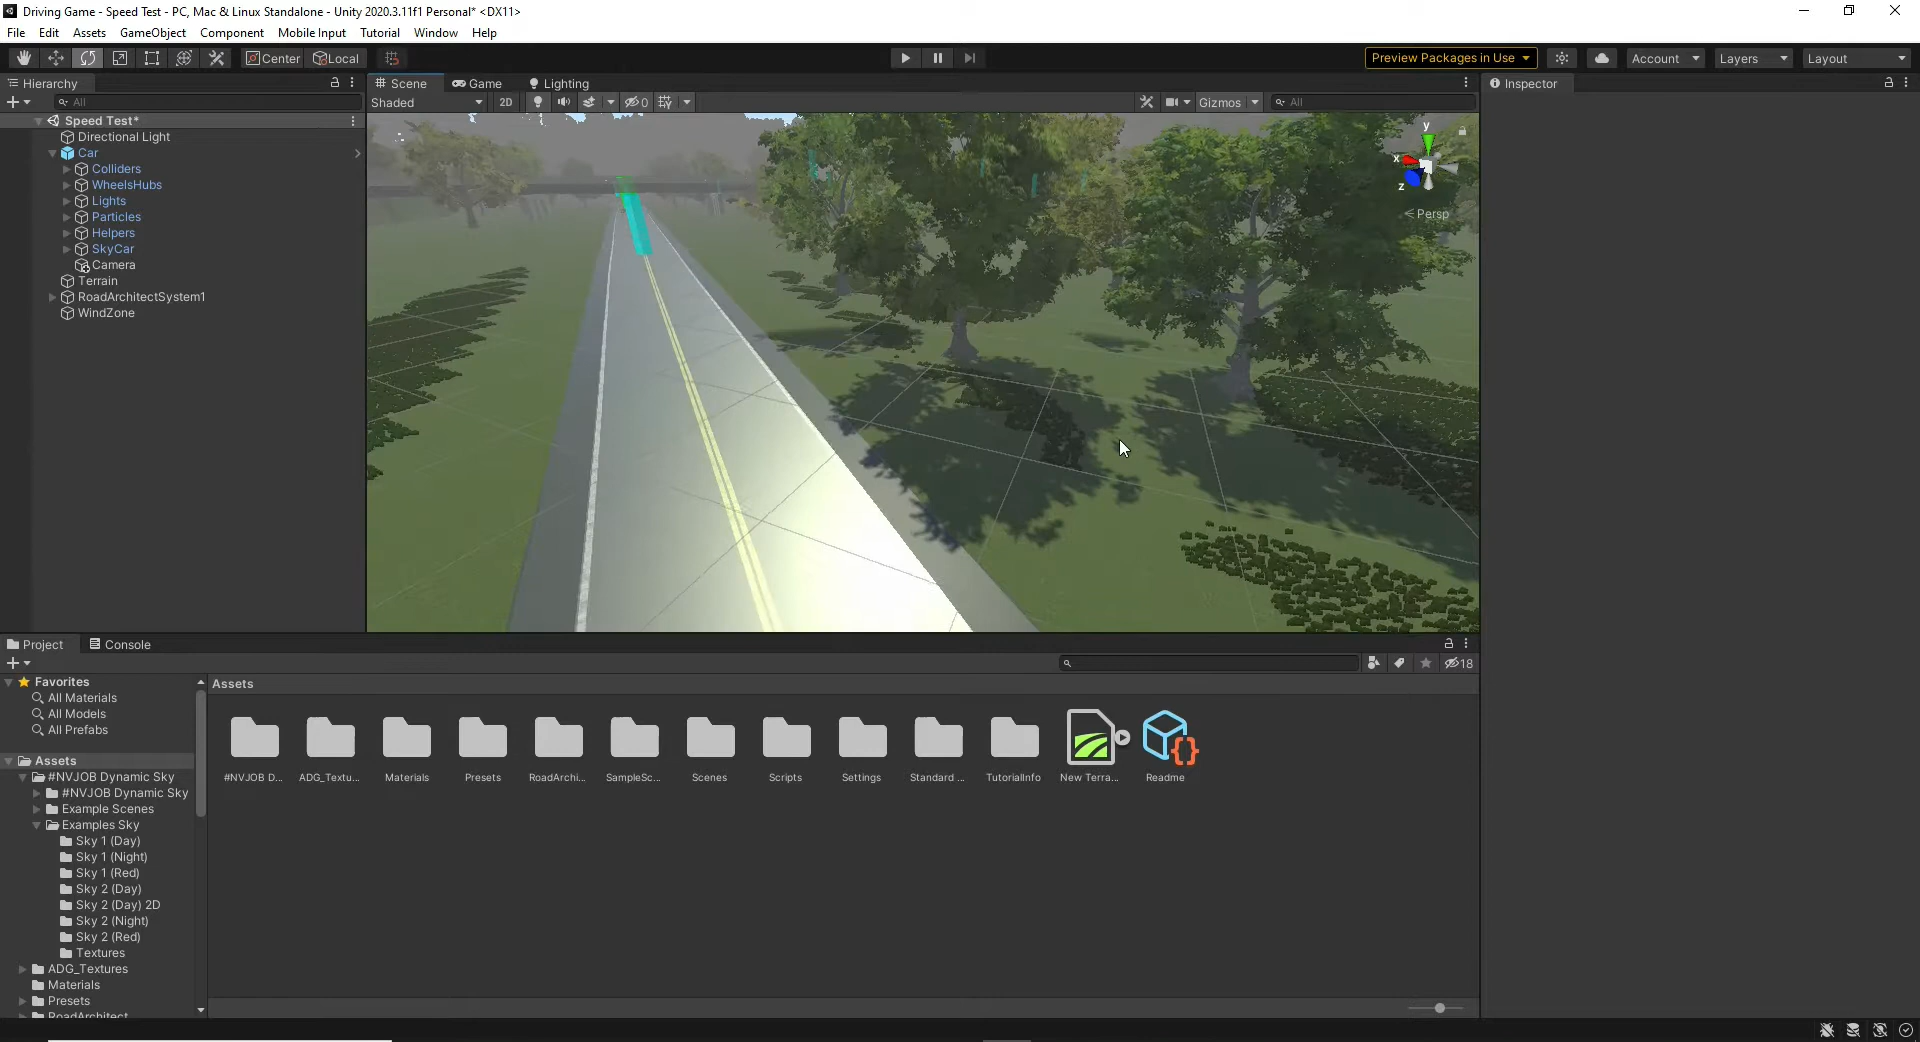 Driving Game - Speed Test - PC, Mac & Linux Standalone - Unity 2020.3.11f1 Personal* <DX11>
File Edit Assets GameObject Component Mobile Input Tutorial Window Help
Center Local Preview Packages in Use Account Layers Layout
Hierarchy Scene Game Lighting Inspector
All Shaded 2D 0 Gizmos All
Speed Test*
Directional Light
Car
Colliders
WheelsHubs
Lights
Particles
Helpers
SkyCar
Camera
Terrain
RoadArchitectSystem1
WindZone
y
x
z
Persp
Project Console
18
Favorites
All Materials
All Models
All Prefabs
Assets
#NVJOB Dynamic Sky
#NVJOB Dynamic Sky
Example Scenes
Examples Sky
Sky 1 (Day)
Sky 1 (Night)
Sky 1 (Red)
Sky 2 (Day)
Sky 2 (Day) 2D
Sky 2 (Night)
Sky 2 (Red)
Textures
ADG_Textures
Materials
Presets
RoadArchitect
Assets
#NVJOB D... ADG_Textu... Materials Presets RoadArchi... SampleSc... Scenes Scripts Settings Standard ... TutorialInfo New Terra... Readme